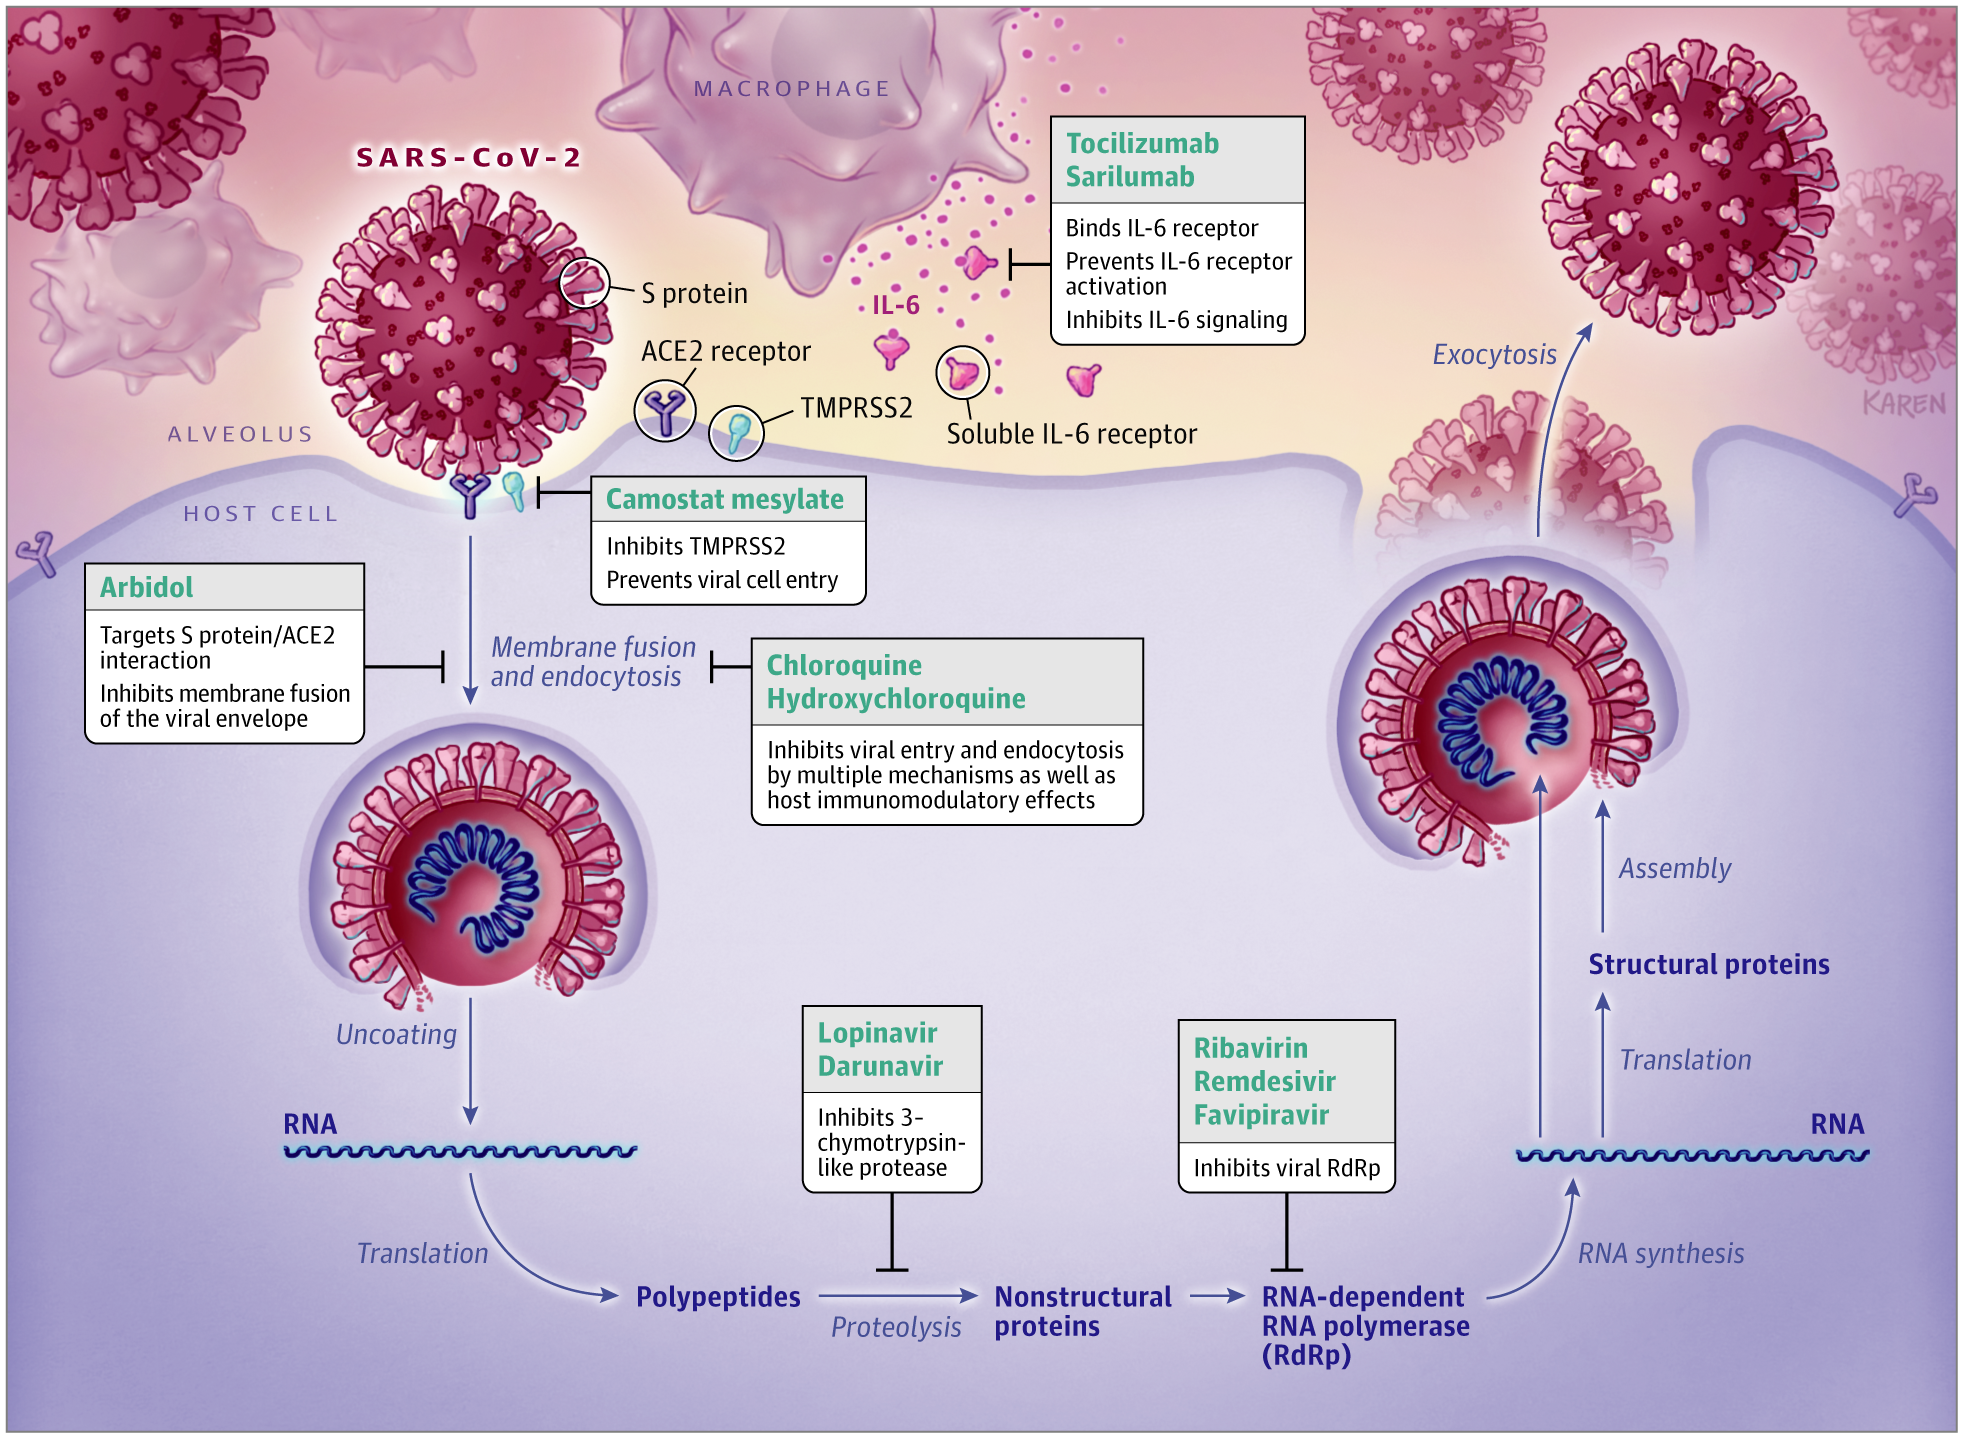 MACROPHAGE
SARS-CoV-2
Tocilizumab
Sarilumab
Binds IL-6 receptor
Prevents IL-6 receptor
activation
Inhibits IL-6 signaling
S protein
IL-6
ACE2 receptor
TMPRSS2
Soluble IL-6 receptor
Exocytosis
KAREN
ALVEOLUS
HOST CELL
Camostat mesylate
Inhibits TMPRSS2
Prevents viral cell entry
Arbidol
Targets S protein/ACE2
interaction
Inhibits membrane fusion
of the viral envelope
Membrane fusion
and endocytosis
Chloroquine
Hydroxychloroquine
Inhibits viral entry and endocytosis
by multiple mechanisms as well as
host immunomodulatory effects
Assembly
Structural proteins
Uncoating
Lopinavir
Darunavir
Inhibits 3-
chymotrypsin-
like protease
Ribavirin
Remdesivir
Favipiravir
Inhibits viral RdRp
Translation
RNA
RNA
Translation
RNA synthesis
Polypeptides
Proteolysis
Nonstructural
proteins
RNA-dependent
RNA polymerase
(RdRp)